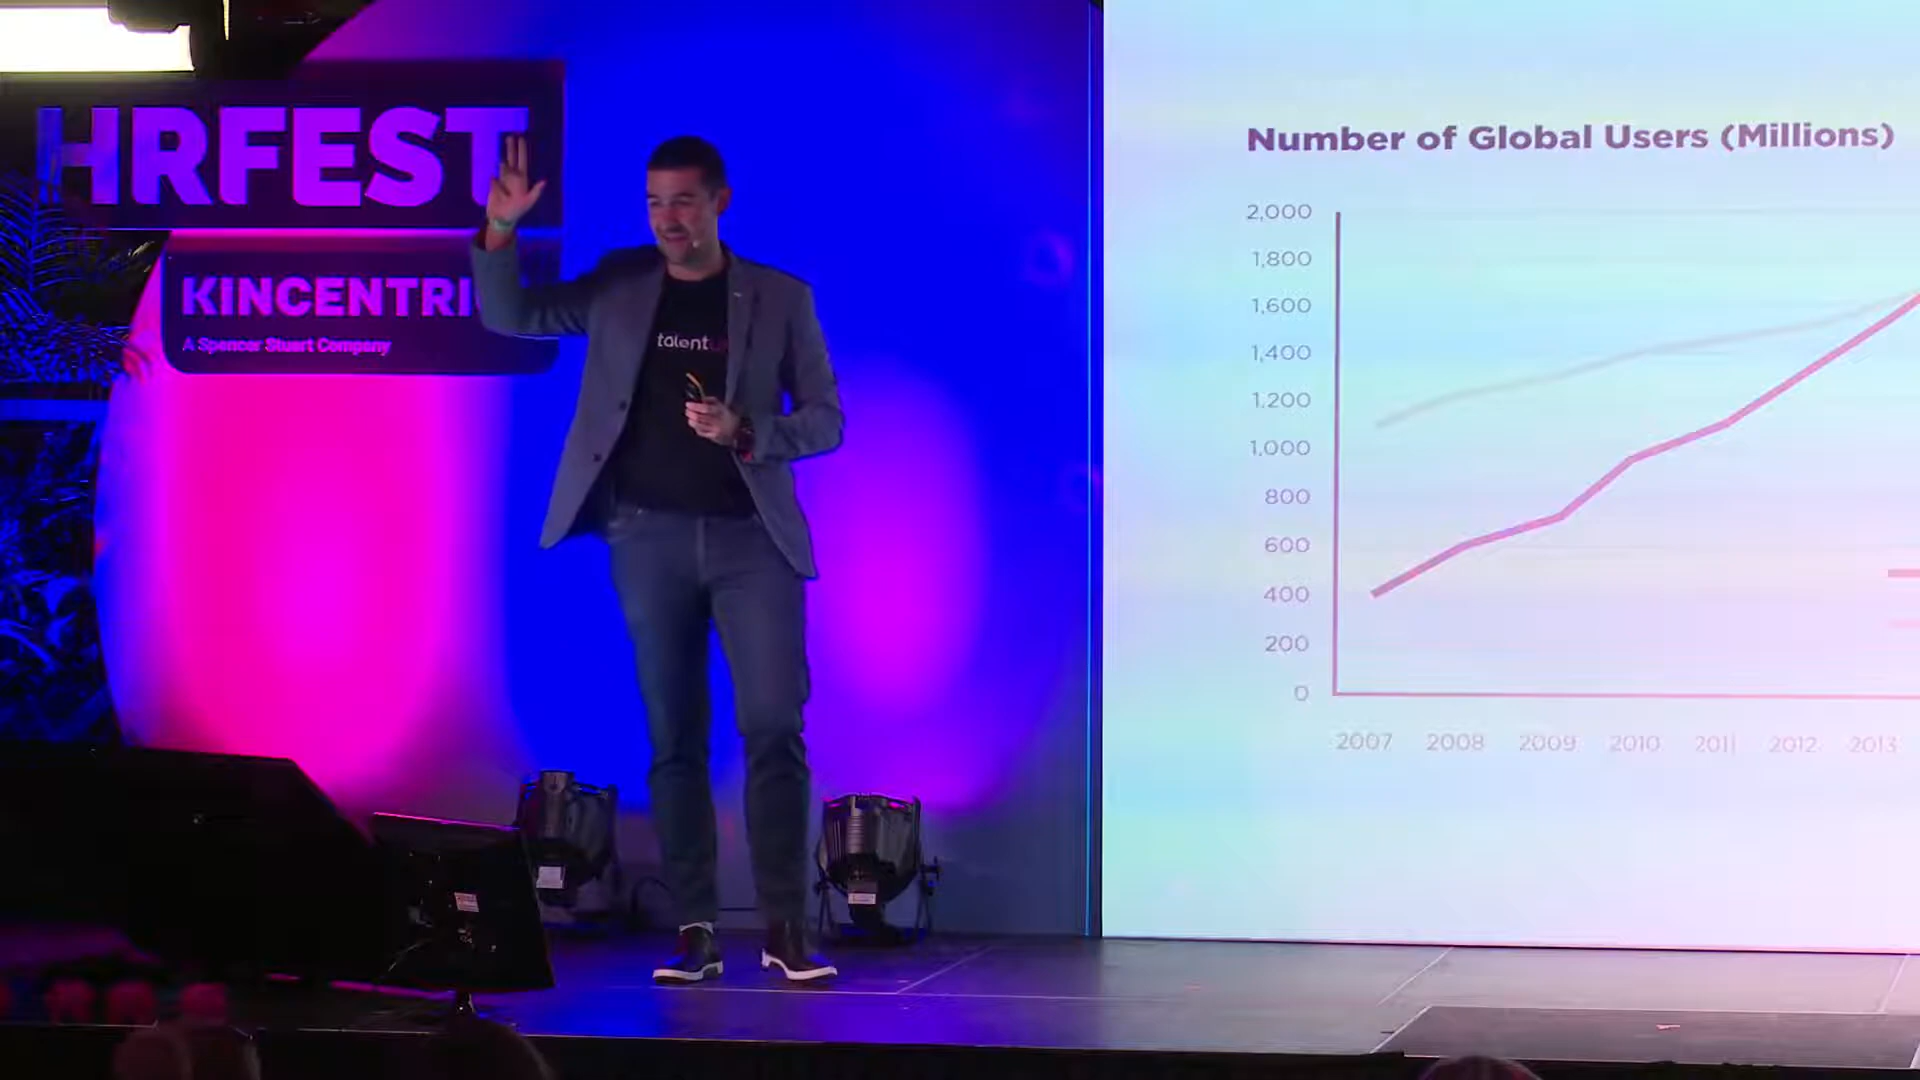 HRFEST
KINCENTRI
A Spencer Stuart Company
talent
Number of Global Users (Millions)
2,000
1,800
1,600
1,400
1,200
1,000
800
600
400
200
0
2007 2008 2009 2010 2011 2012 2013